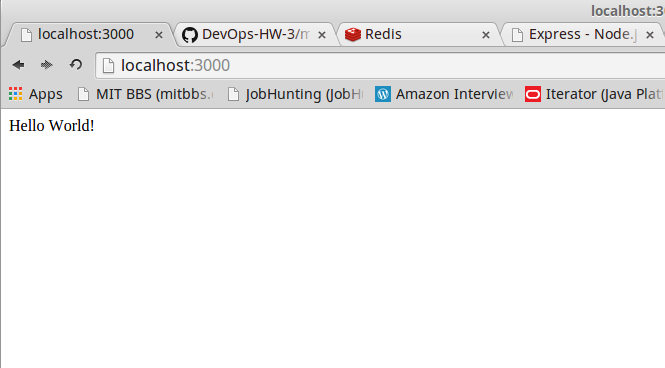 localhost:3
localhost:3000 DevOps-HW-3/m Redis Express - Node.j
localhost:3000
Apps MIT BBS (mitbbs. JobHunting (JobH Amazon Interview Iterator (Java Plat
Hello World!